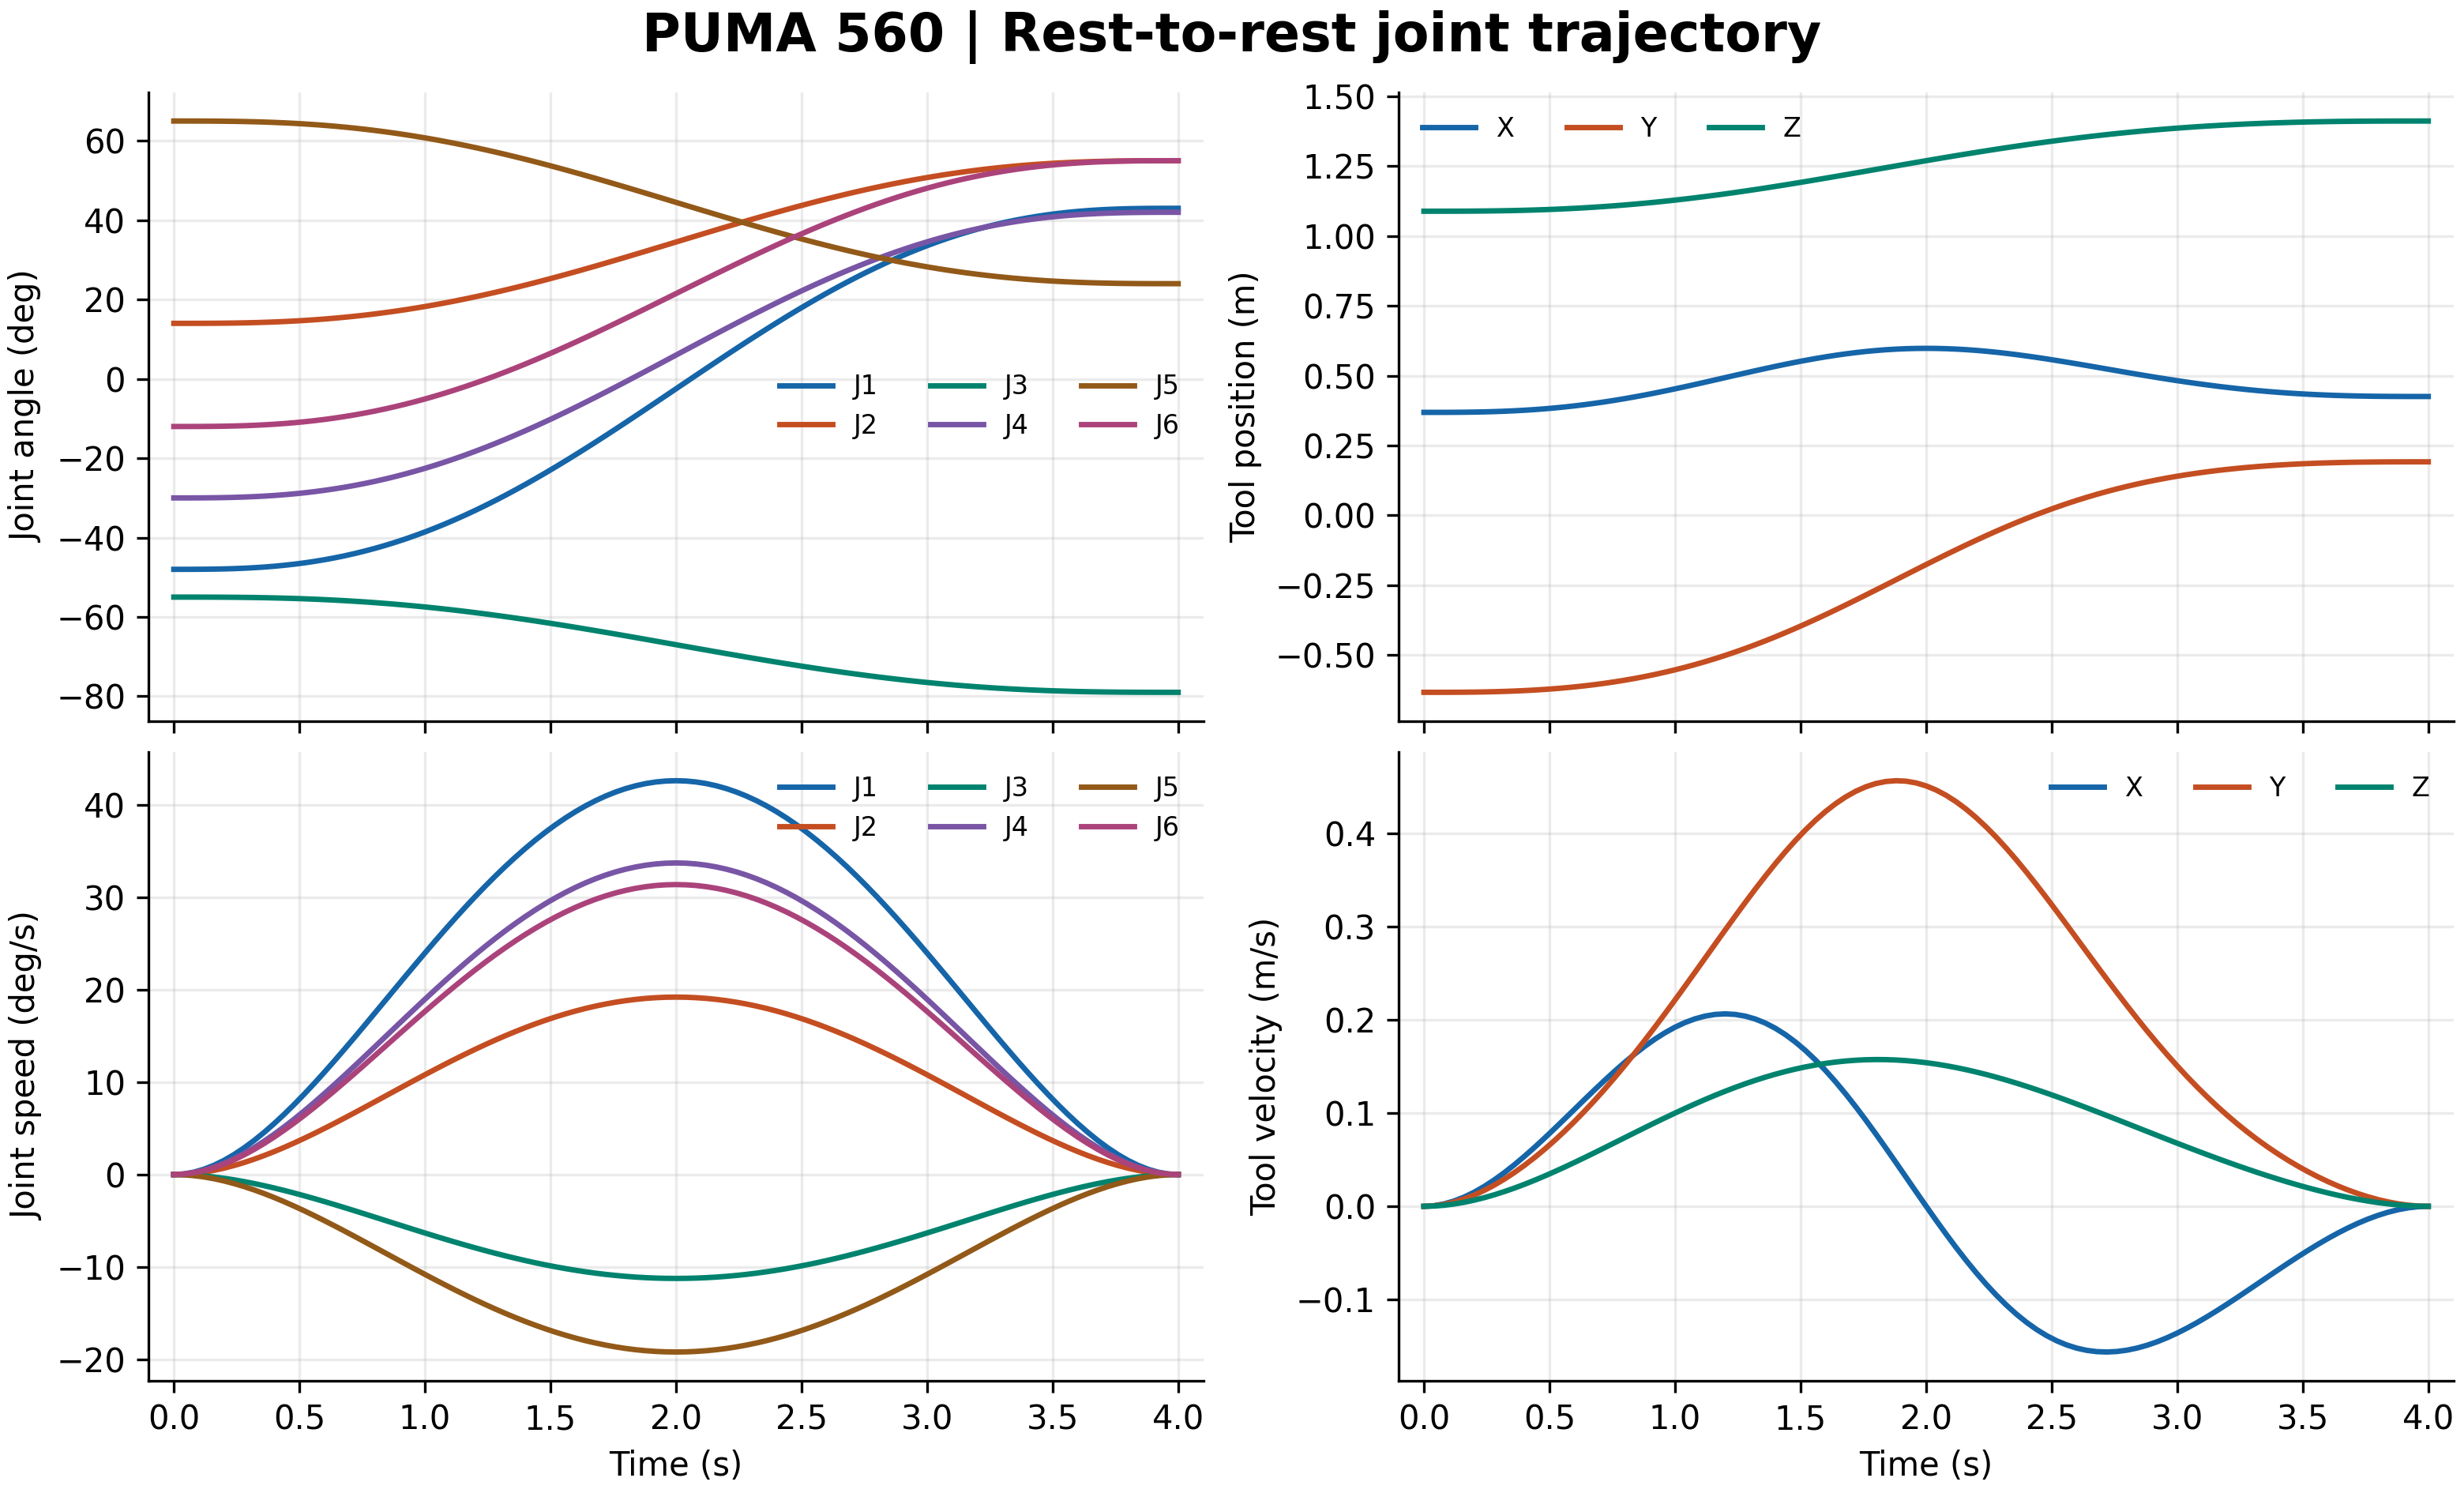 PUMA 560 | Rest-to-rest joint trajectory
Joint angle (deg)
60
40
20
0
−20
−40
−60
−80
J1 J3 J5
J2 J4 J6
Tool position (m)
1.50
1.25
1.00
0.75
0.50
0.25
0.00
−0.25
−0.50
X Y Z
Joint speed (deg/s)
40
30
20
10
0
−10
−20
J1 J3 J5
J2 J4 J6
0.0 0.5 1.0 1.5 2.0 2.5 3.0 3.5 4.0
Time (s)
Tool velocity (m/s)
0.4
0.3
0.2
0.1
0.0
−0.1
X Y Z
0.0 0.5 1.0 1.5 2.0 2.5 3.0 3.5 4.0
Time (s)